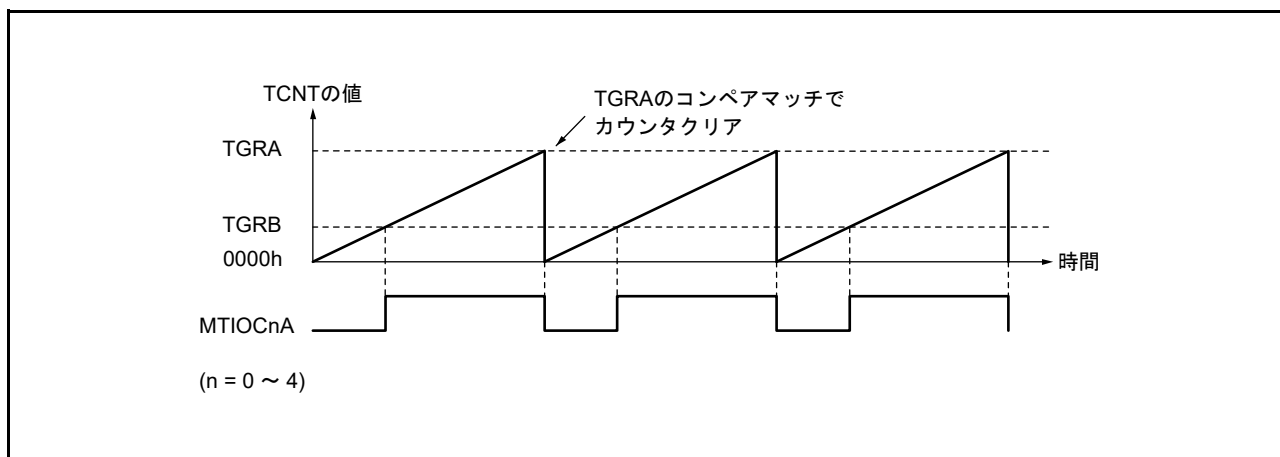 TCNTの値
TGRAのコンペアマッチで
カウンタクリア
TGRA
TGRB
0000h
時間
MTIOCnA
(n = 0 ～ 4)